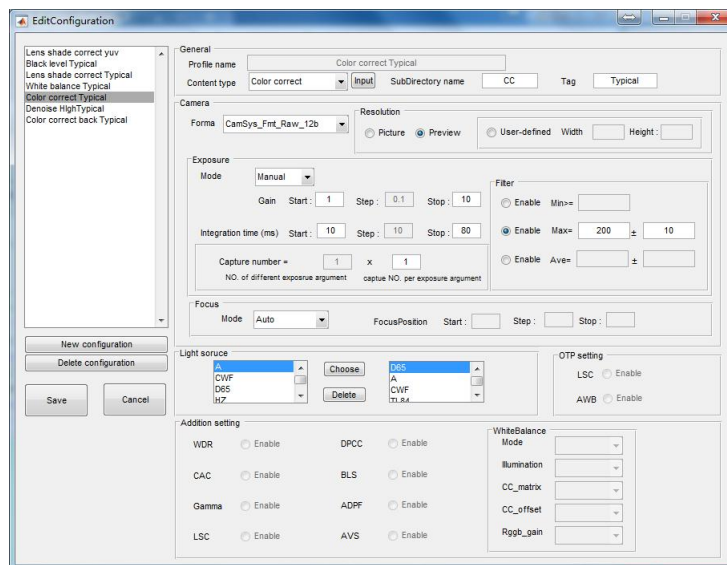 EditConfiguration
Lens shade correct yuv
Black level Typical
Lens shade correct Typical
White balance Typical
Color correct Typical
Denoise HIghTypical
Color correct back Typical
New configuration
Delete configuration
Save Cancel
General
Profile name Color correct Typical
Content type Color correct Input SubDirectory name CC Tag Typical
Camera
Forma CamSys_Fmt_Raw_12b
Resolution
Picture Preview User-defined Width Height :
Exposure
Mode Manual
Gain Start : 1 Step : 0.1 Stop : 10
Integration time (ms) Start : 10 Step : 10 Stop : 80
Capture number = 1 x 1
NO. of different exposrue argument captue NO. per exposure argument
Filter
Enable Min>=
Enable Max= 200 ± 10
Enable Ave= ±
Focus
Mode Auto FocusPosition Start : Step : Stop :
Light soruce
A
CWF
D65
HZ
Choose
Delete
D65
A
CWF
TL84
OTP setting
LSC Enable
AWB Enable
Addition setting
WDR Enable DPCC Enable
CAC Enable BLS Enable
Gamma Enable ADPF Enable
LSC Enable AVS Enable
WhiteBalance
Mode
Illumination
CC_matrix
CC_offset
Rggb_gain